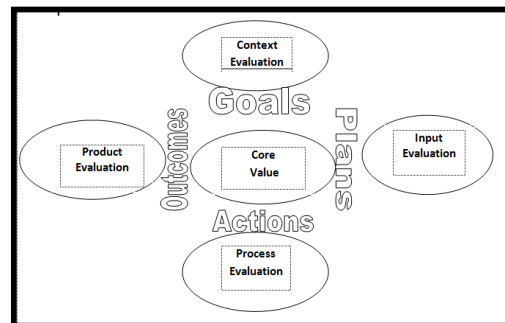 Context
Evaluation
Goals
Product
Evaluation
Outcomes
Core
Value
Plans
Input
Evaluation
Actions
Process
Evaluation